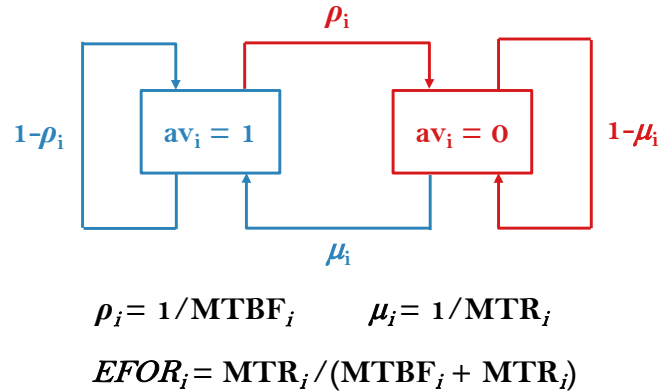 ρᵢ
1-ρᵢ
avᵢ = 1
avᵢ = 0
1-μᵢ
μᵢ
ρᵢ = 1/MTBFᵢ μᵢ = 1/MTRᵢ
EFORᵢ = MTRᵢ/(MTBFᵢ + MTRᵢ)